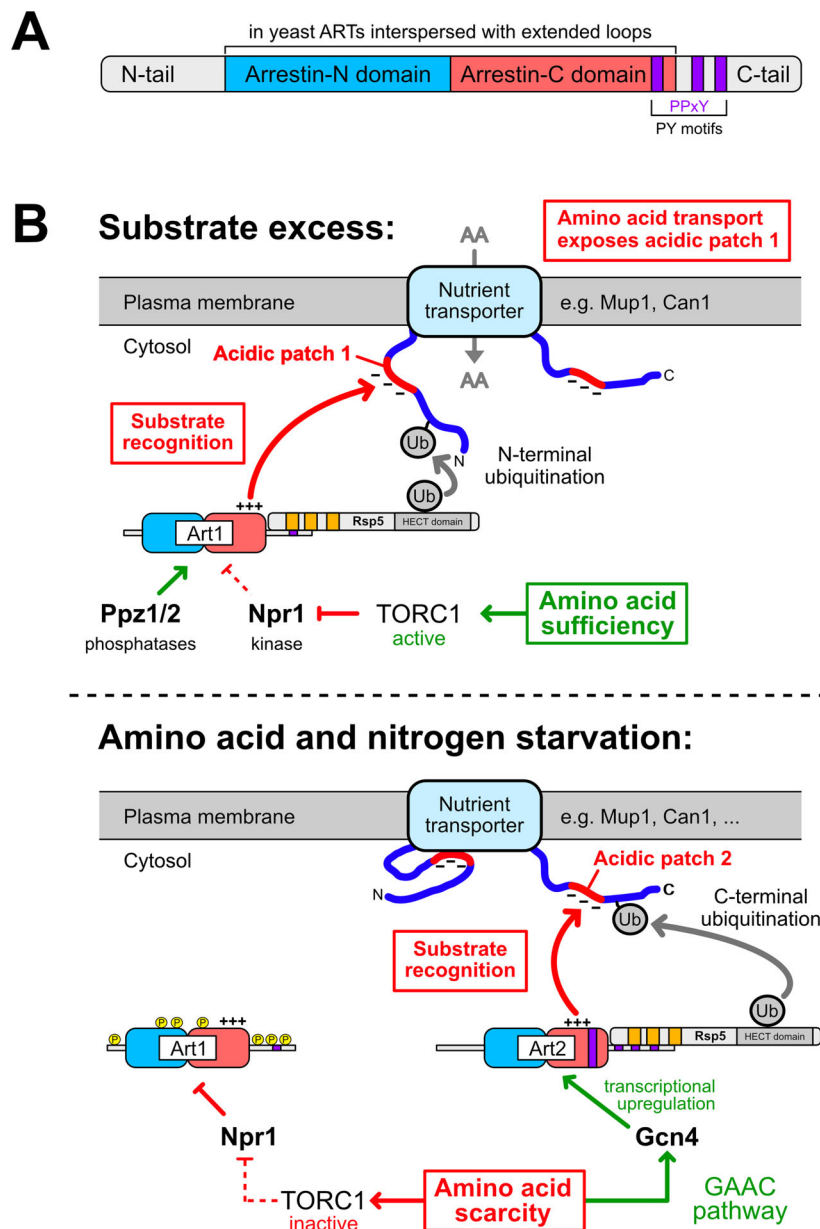 A
in yeast ARTs interspersed with extended loops
N-tail
Arrestin-N domain
Arrestin-C domain
C-tail
PPxY
PY motifs
B
Substrate excess:
AA
Amino acid transport
exposes acidic patch 1
Plasma membrane
Nutrient
transporter
e.g. Mup1, Can1
Cytosol
Acidic patch 1
- - -
AA
- - -
C
Substrate
recognition
Ub
N
N-terminal
ubiquitination
Ub
+++
Art1
Rsp5
HECT domain
Ppz1/2
phosphatases
Npr1
kinase
TORC1
active
Amino acid
sufficiency
Amino acid and nitrogen starvation:
Plasma membrane
Nutrient
transporter
e.g. Mup1, Can1, ...
Cytosol
- - -
N
Acidic patch 2
- - -
C
Ub
C-terminal
ubiquitination
Substrate
recognition
P
P
P
P
+++
P
P
P
Art1
+++
Art2
Ub
Rsp5
HECT domain
transcriptional
upregulation
Npr1
Gcn4
TORC1
inactive
Amino acid
scarcity
GAAC
pathway